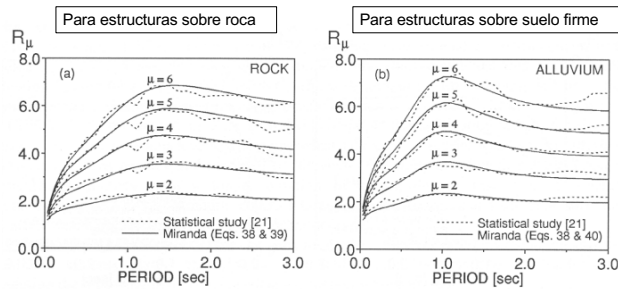 Para estructuras sobre roca
Para estructuras sobre suelo firme
Rμ
8.0
6.0
4.0
2.0
0.0
(a)
ROCK
μ = 6
μ = 5
μ = 4
μ = 3
μ = 2
Statistical study [21]
Miranda (Eqs. 38 & 39)
0.0 1.0 2.0 3.0
PERIOD [sec]
Rμ
8.0
6.0
4.0
2.0
0.0
(b)
ALLUVIUM
μ = 6
μ = 5
μ = 4
μ = 3
μ = 2
Statistical study [21]
Miranda (Eqs. 38 & 40)
0.0 1.0 2.0 3.0
PERIOD [sec]